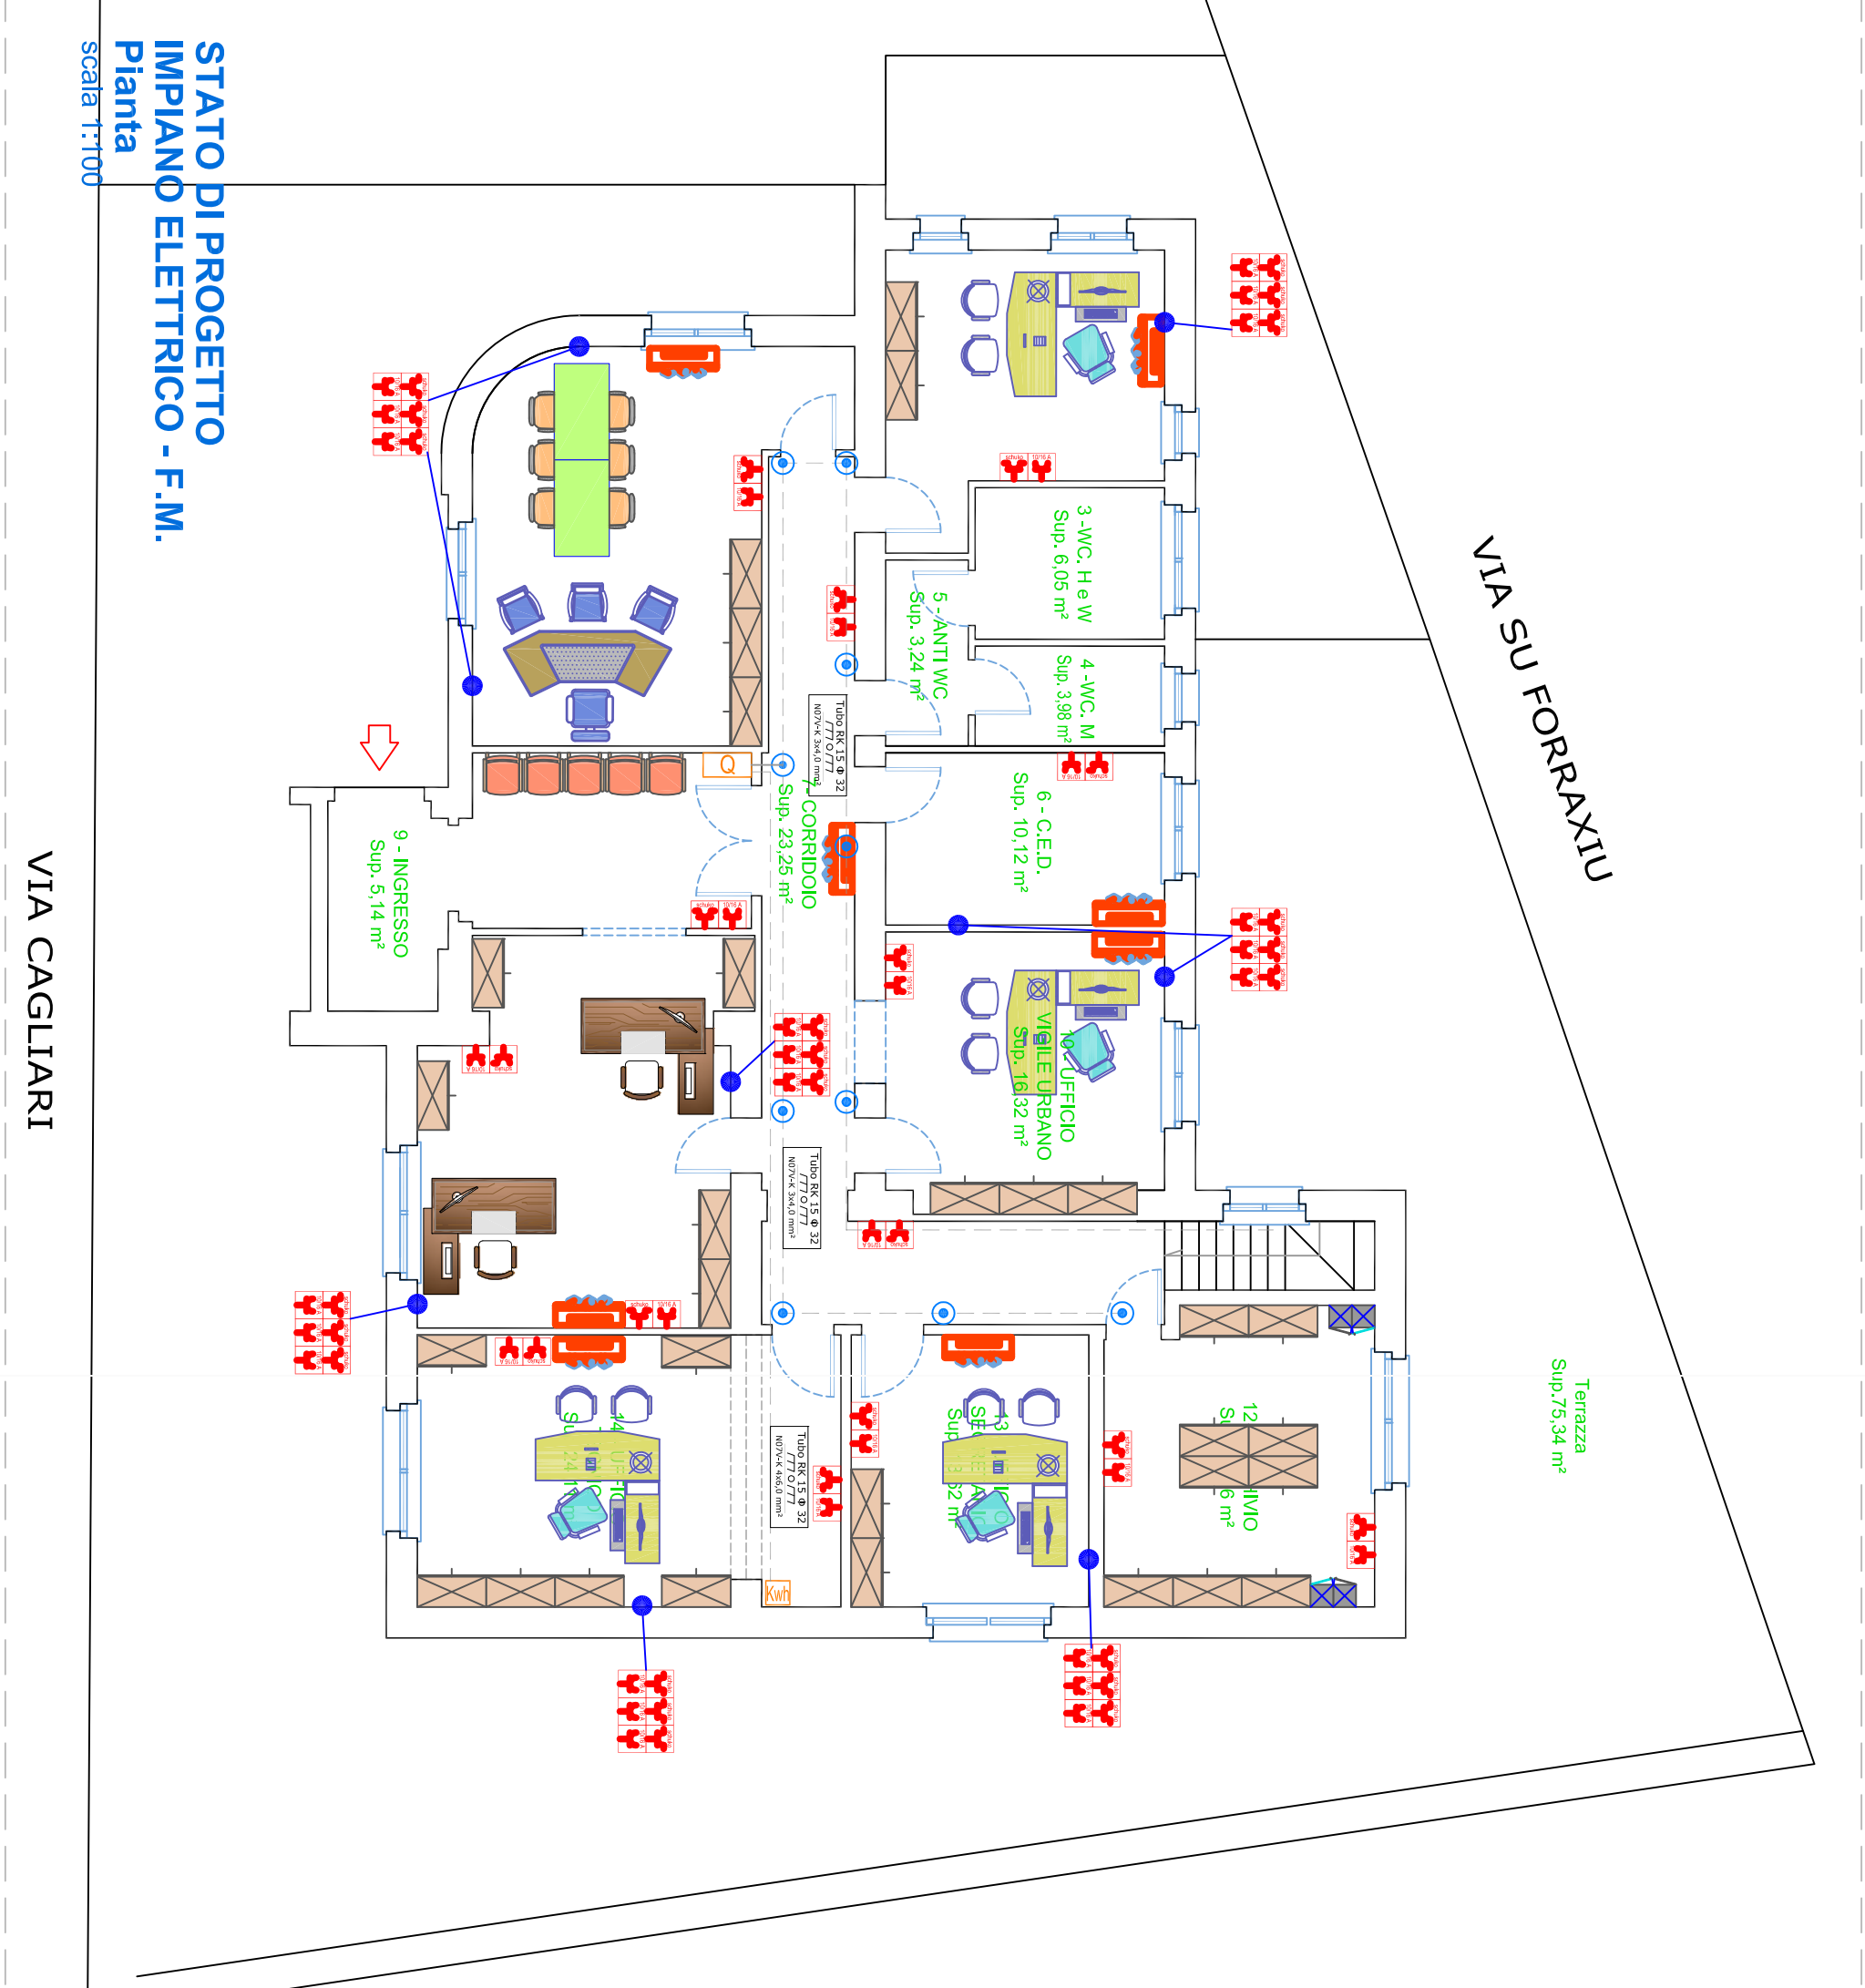 STATO DI PROGETTO
IMPIANO ELETTRICO - F.M.
Pianta
scala 1:100
VIA SU FORRAXIU
VIA CAGLIARI
3 -WC. H e W
Sup. 6,05 m²
4 -WC. M
Sup. 3,98 m²
5 - ANTI WC
Sup. 3,24 m²
6 - C.E.D.
Sup. 10,12 m²
7- CORRIDOIO
Sup. 23,25 m²
9 - INGRESSO
Sup. 5,14 m²
10 - UFFICIO
VIGILE URBANO
Sup. 16,32 m²
Terrazza
Sup.75,34 m²
Tubo RK 15 Φ 32
N07V-K 3x4,0 mm²
Tubo RK 15 Φ 32
N07V-K 3x4,0 mm²
Tubo RK 15 Φ 32
N07V-K 4x6,0 mm²
Q
Kwh
schuko
10/16 A